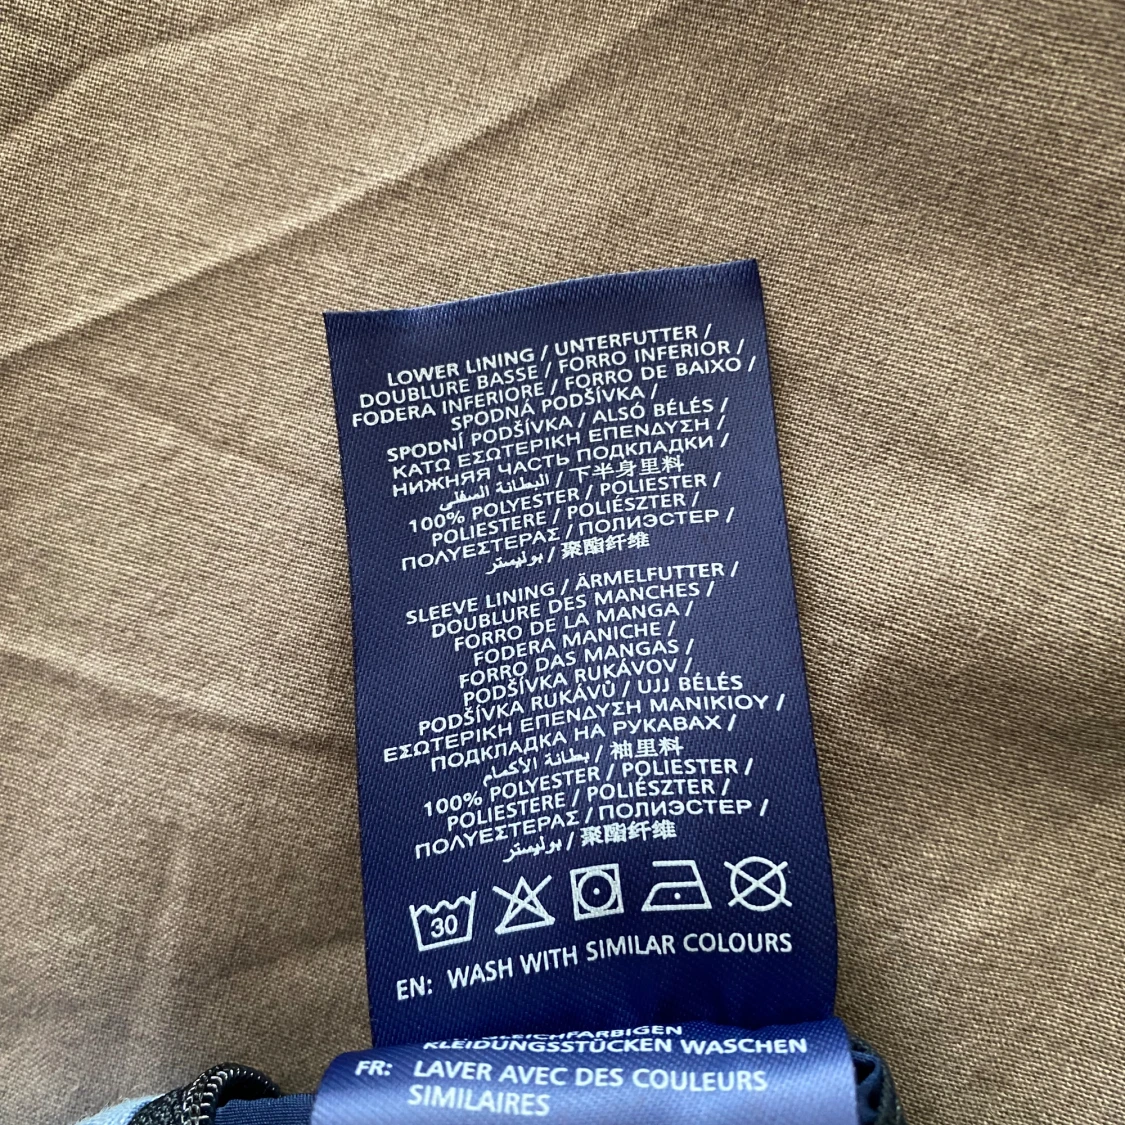 LOWER LINING / UNTERFUTTER /
DOUBLURE BASSE / FORRO INFERIOR /
FODERA INFERIORE / FORRO DE BAIXO /
SPODNÁ PODŠÍVKA /
SPODNÍ PODŠÍVKA / ALSÓ BÉLÉS /
ΚΑΤΩ ΕΣΩΤΕΡΙΚΗ ΕΠΕΝΔΥΣΗ /
НИЖНЯЯ ЧАСТЬ ПОДКЛАДКИ /
البطانة السفلى / 下半身里料
100% POLYESTER / POLIESTER /
POLIESTERE / POLIÉSZTER /
ΠΟΛΥΕΣΤΕΡΑΣ / ПОЛИЭСТЕР /
بوليستر / 聚酯纤维
SLEEVE LINING / ÄRMELFUTTER /
DOUBLURE DES MANCHES /
FORRO DE LA MANGA /
FODERA MANICHE /
FORRO DAS MANGAS /
PODŠÍVKA RUKÁVOV /
PODŠÍVKA RUKÁVŮ / UJJ BÉLÉS
ΕΣΩΤΕΡΙΚΗ ΕΠΕΝΔΥΣΗ ΜΑΝΙΚΙΟΥ /
ПОДКЛАДКА НА РУКАВАХ /
بطانة الأكمام / 袖里料
100% POLYESTER / POLIESTER /
POLIESTERE / POLIÉSZTER /
ΠΟΛΥΕΣΤΕΡΑΣ / ПОЛИЭСТЕР /
بوليستر / 聚酯纤维
30
EN: WASH WITH SIMILAR COLOURS
KLEIDUNGSSTÜCKEN WASCHEN
FR: LAVER AVEC DES COULEURS
SIMILAIRES